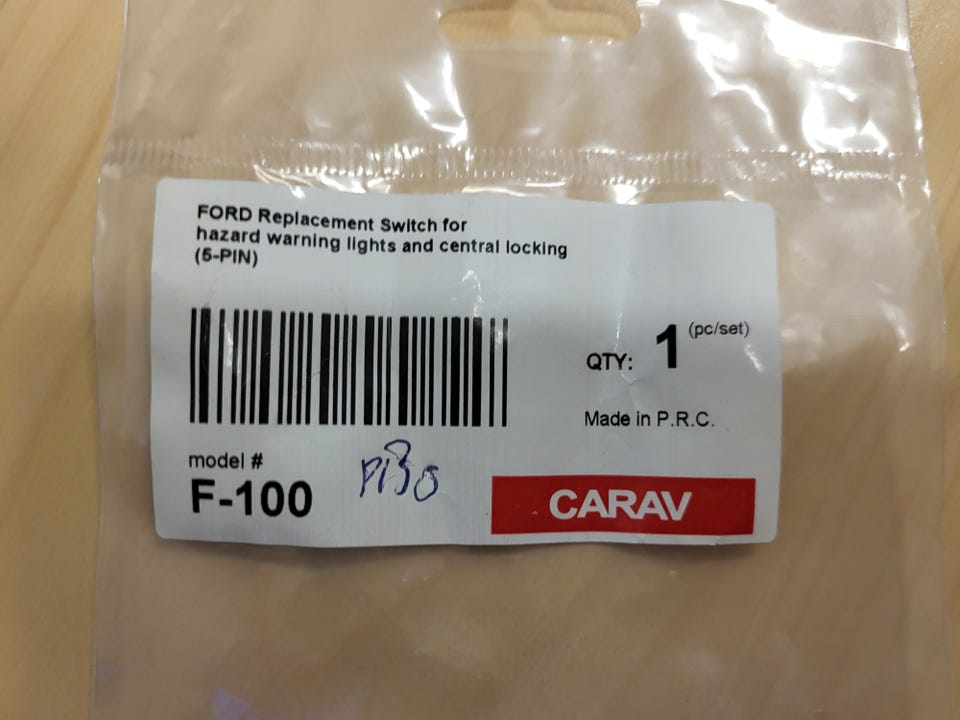 FORD Replacement Switch for
hazard warning lights and central locking
(5-PIN)
QTY: 1 (pc/set)
Made in P.R.C.
model #
F-100
CARAV